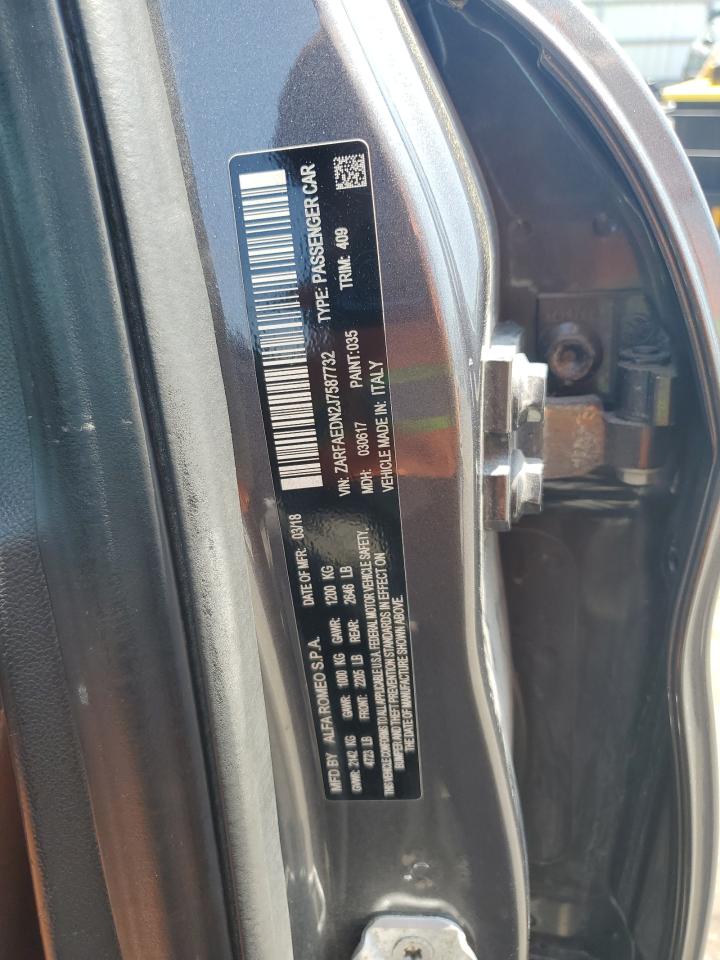 MFD BY ALFA ROMEO S.P.A. DATE OF MFR: 03/18
GVWR: 2142 KG GAWR: 1000 KG GAWR: 1200 KG
4723 LB FRONT: 2205 LB REAR: 2646 LB
THIS VEHICLE CONFORMS TO ALL APPLICABLE U.S.A. FEDERAL MOTOR VEHICLE SAFETY
BUMPER AND THEFT PREVENTION STANDARDS IN EFFECT ON
THE DATE OF MANUFACTURE SHOWN ABOVE.
VIN: ZARFAEDN2J7587732 TYPE: PASSENGER CAR
MDH: 030617 PAINT:035 TRIM: 409
VEHICLE MADE IN: ITALY